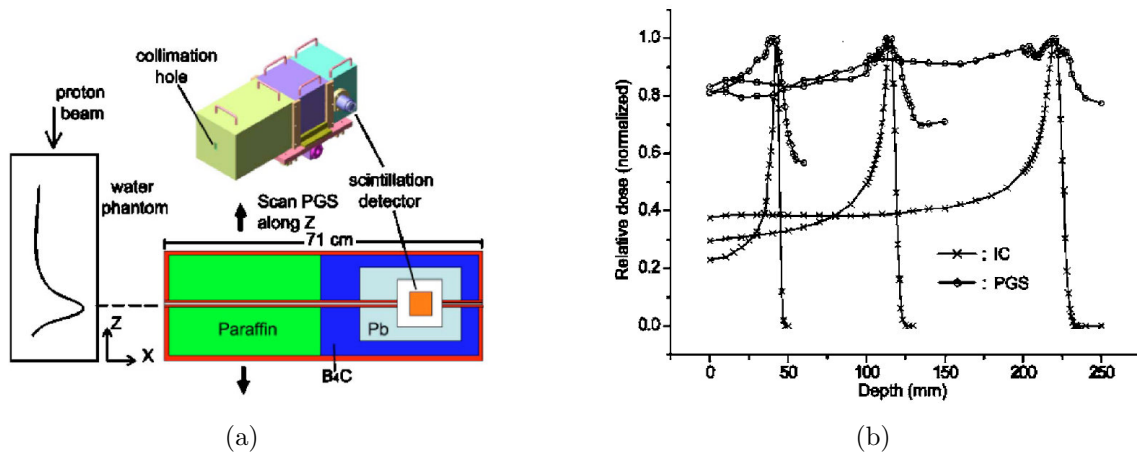 collimation
hole
proton
beam
water
phantom
Scan PGS
along Z
scintillation
detector
71 cm
Paraffin
Pb
B₄C
Z
X
(a)
Relative dose (normalized)
1.0
0.8
0.6
0.4
0.2
0.0
: IC
: PGS
0
50
100
150
200
250
Depth (mm)
(b)